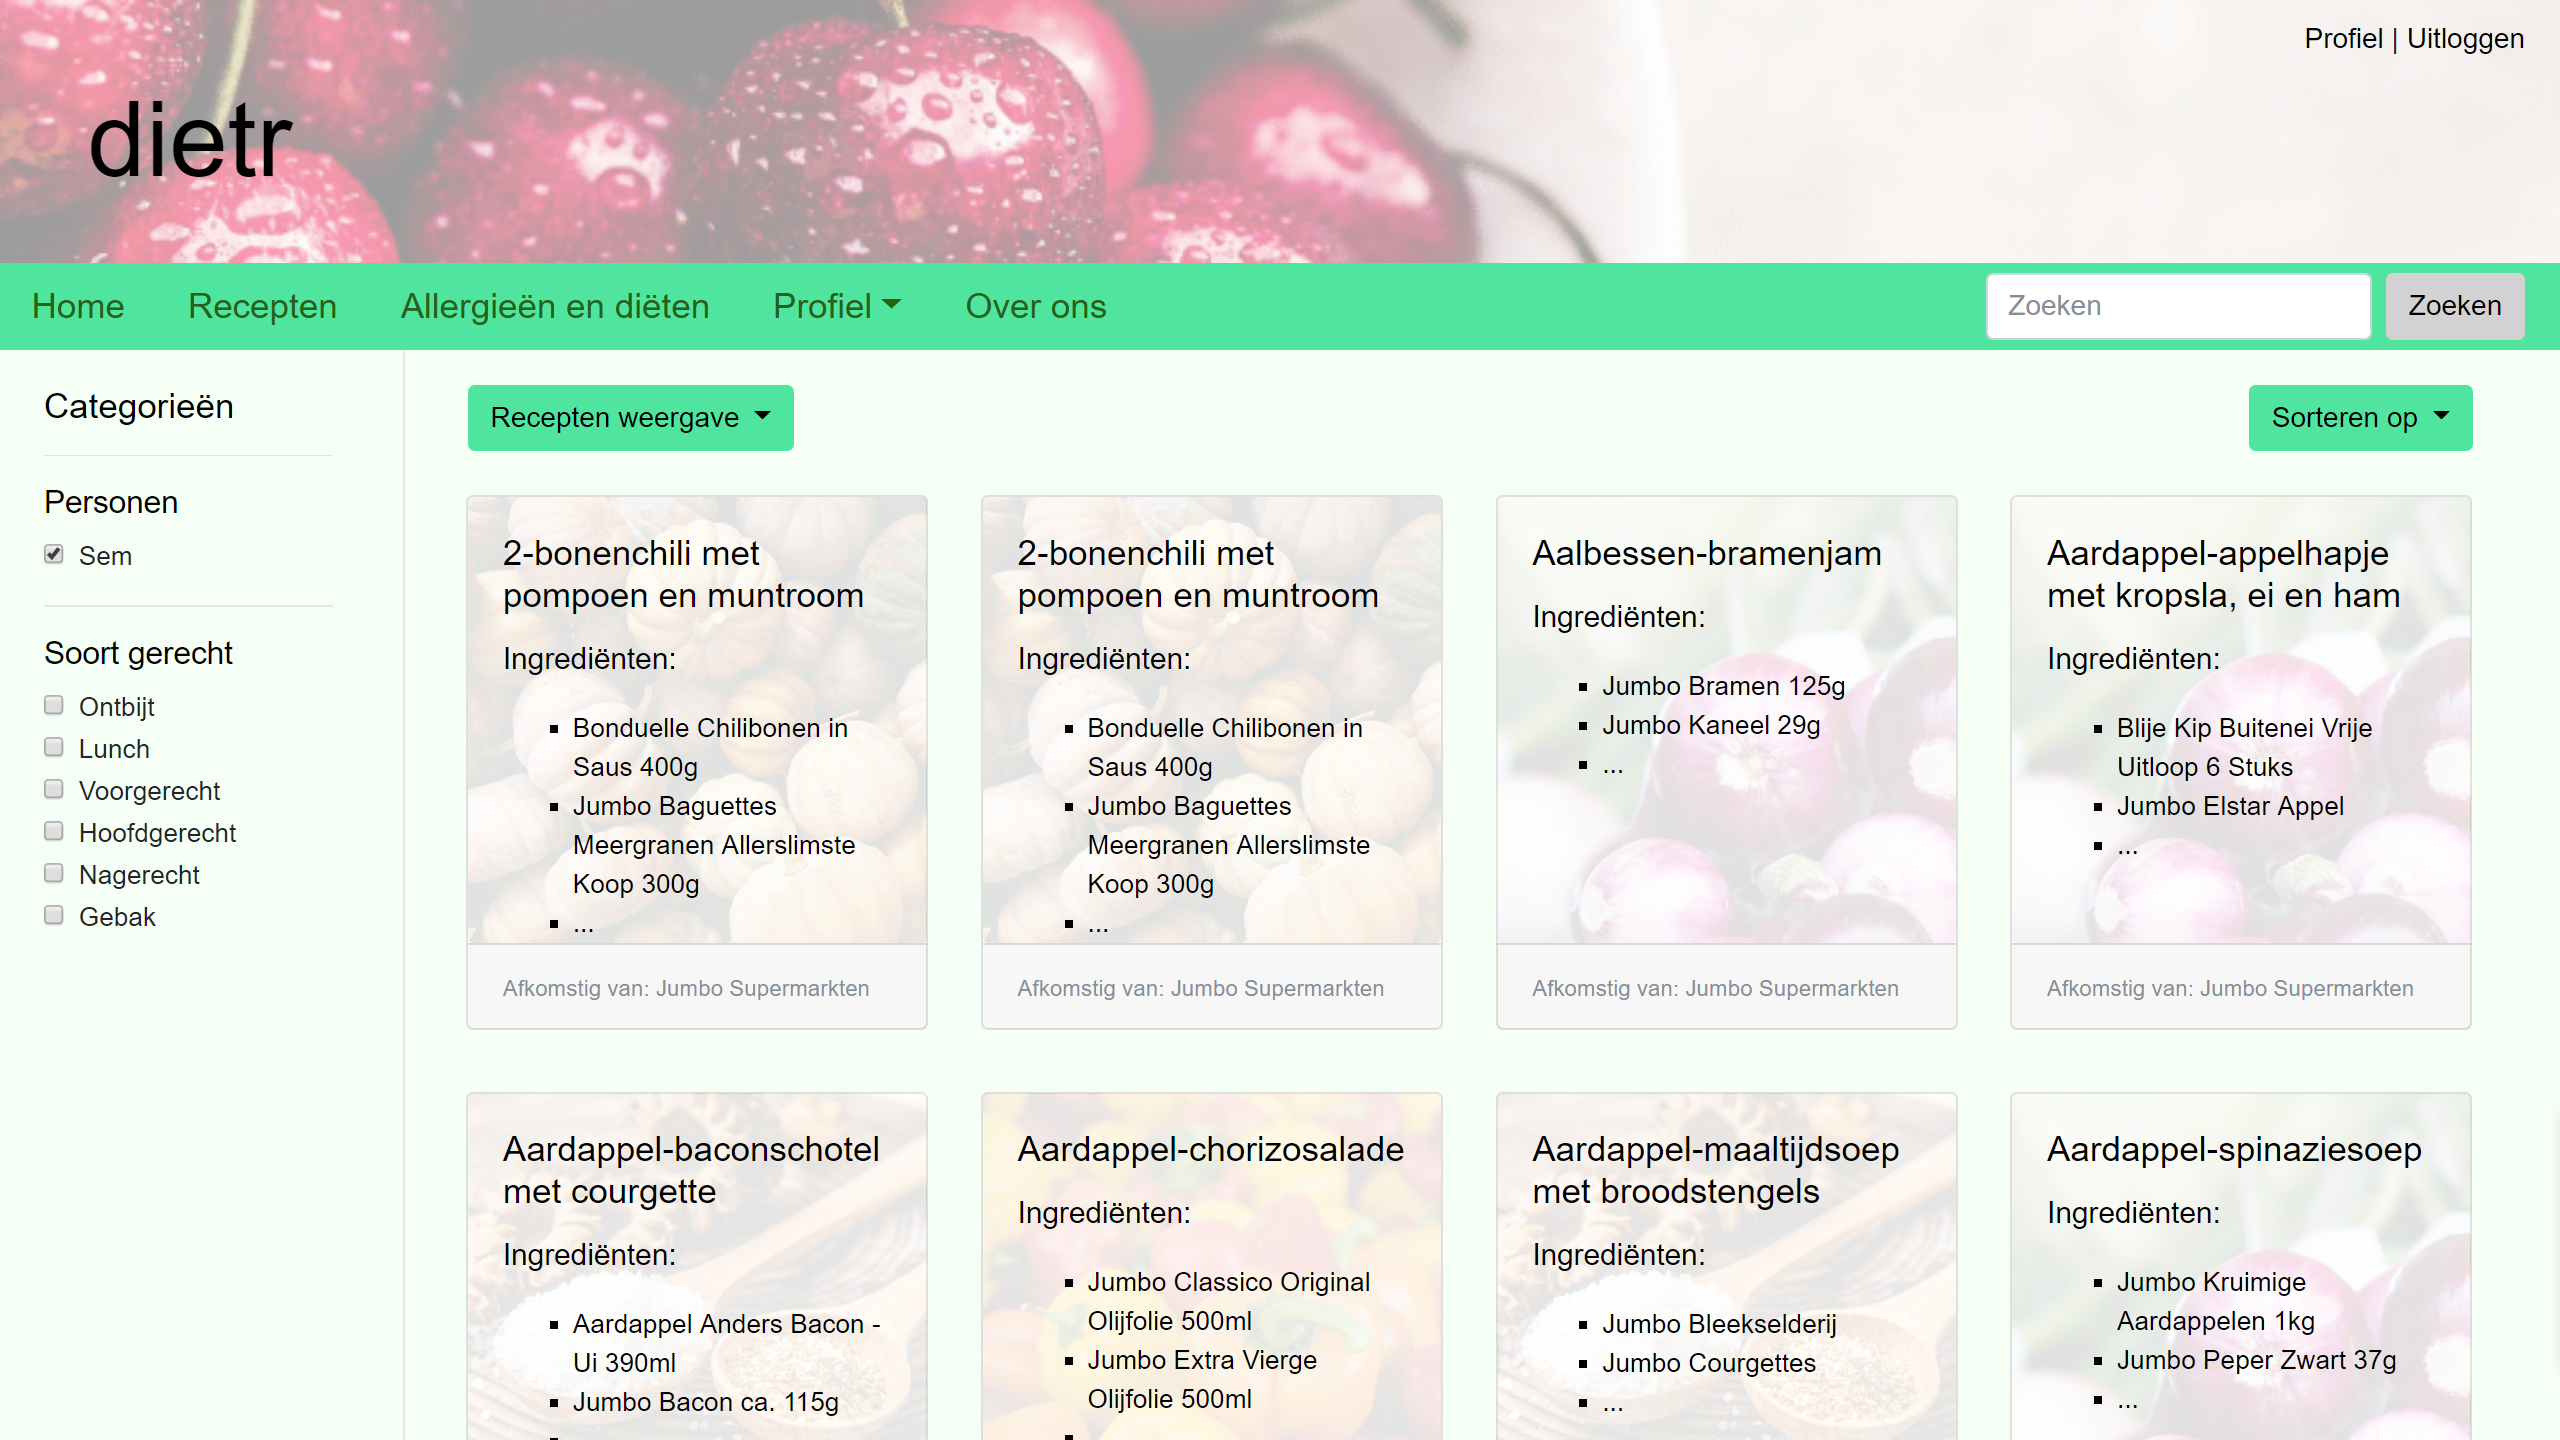 Profiel | Uitloggen
dietr
Home Recepten Allergieën en diëten Profiel Over ons Zoeken Zoeken
Categorieën
Personen
Sem
Soort gerecht
Ontbijt
Lunch
Voorgerecht
Hoofdgerecht
Nagerecht
Gebak
Recepten weergave
Sorteren op
2-bonenchili met
pompoen en muntroom
Ingrediënten:
Bonduelle Chilibonen in
Saus 400g
Jumbo Baguettes
Meergranen Allerslimste
Koop 300g
...
Afkomstig van: Jumbo Supermarkten
2-bonenchili met
pompoen en muntroom
Ingrediënten:
Bonduelle Chilibonen in
Saus 400g
Jumbo Baguettes
Meergranen Allerslimste
Koop 300g
...
Afkomstig van: Jumbo Supermarkten
Aalbessen-bramenjam
Ingrediënten:
Jumbo Bramen 125g
Jumbo Kaneel 29g
...
Afkomstig van: Jumbo Supermarkten
Aardappel-appelhapje
met kropsla, ei en ham
Ingrediënten:
Blije Kip Buitenei Vrije
Uitloop 6 Stuks
Jumbo Elstar Appel
...
Afkomstig van: Jumbo Supermarkten
Aardappel-baconschotel
met courgette
Ingrediënten:
Aardappel Anders Bacon -
Ui 390ml
Jumbo Bacon ca. 115g
Aardappel-chorizosalade
Ingrediënten:
Jumbo Classico Original
Olijfolie 500ml
Jumbo Extra Vierge
Olijfolie 500ml
Aardappel-maaltijdsoep
met broodstengels
Ingrediënten:
Jumbo Bleekselderij
Jumbo Courgettes
...
Aardappel-spinaziesoep
Ingrediënten:
Jumbo Kruimige
Aardappelen 1kg
Jumbo Peper Zwart 37g
...